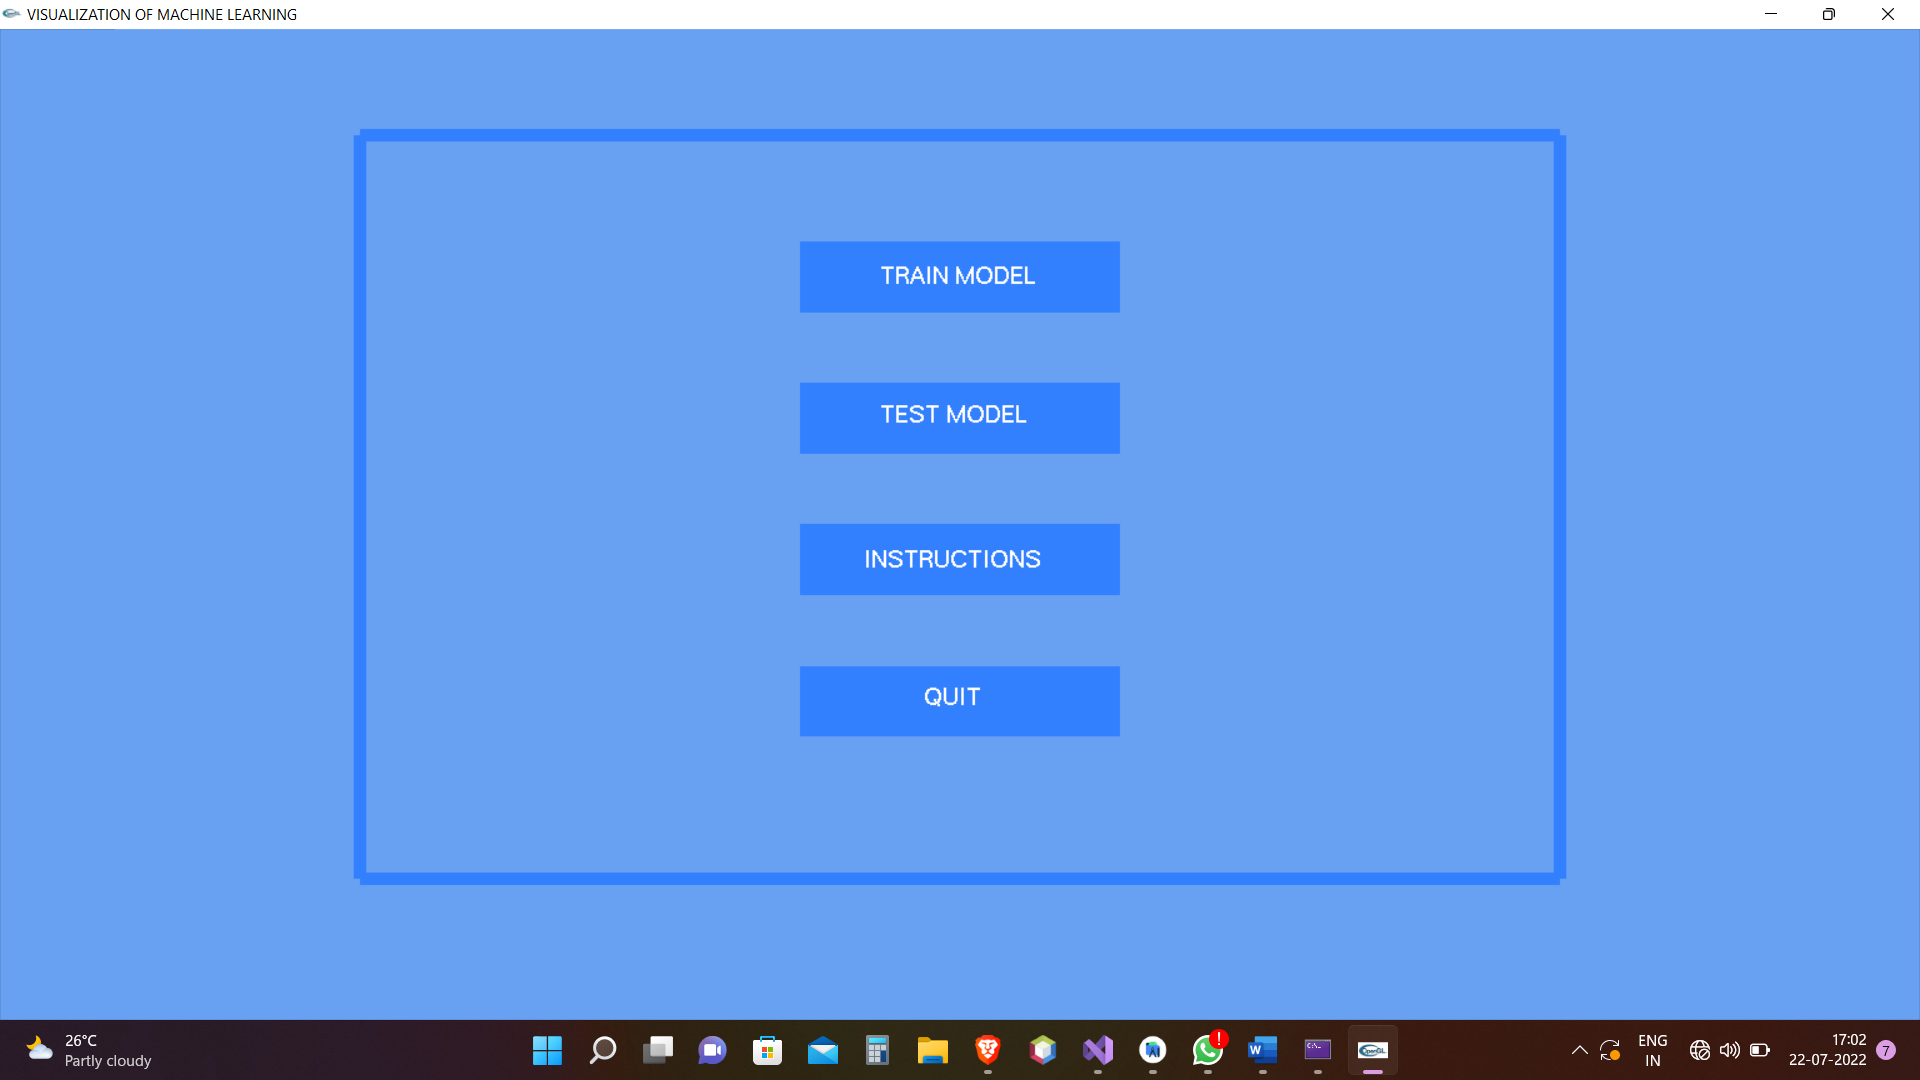 VISUALIZATION OF MACHINE LEARNING
TRAIN MODEL
TEST MODEL
INSTRUCTIONS
QUIT
26°C
Partly cloudy
W
C:\_
OpenGL
ENG
IN
17:02
22-07-2022
7